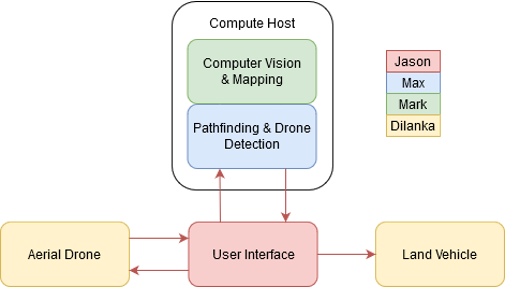 Compute Host
Computer Vision
& Mapping
Pathfinding & Drone
Detection
Jason
Max
Mark
Dilanka
Aerial Drone
User Interface
Land Vehicle